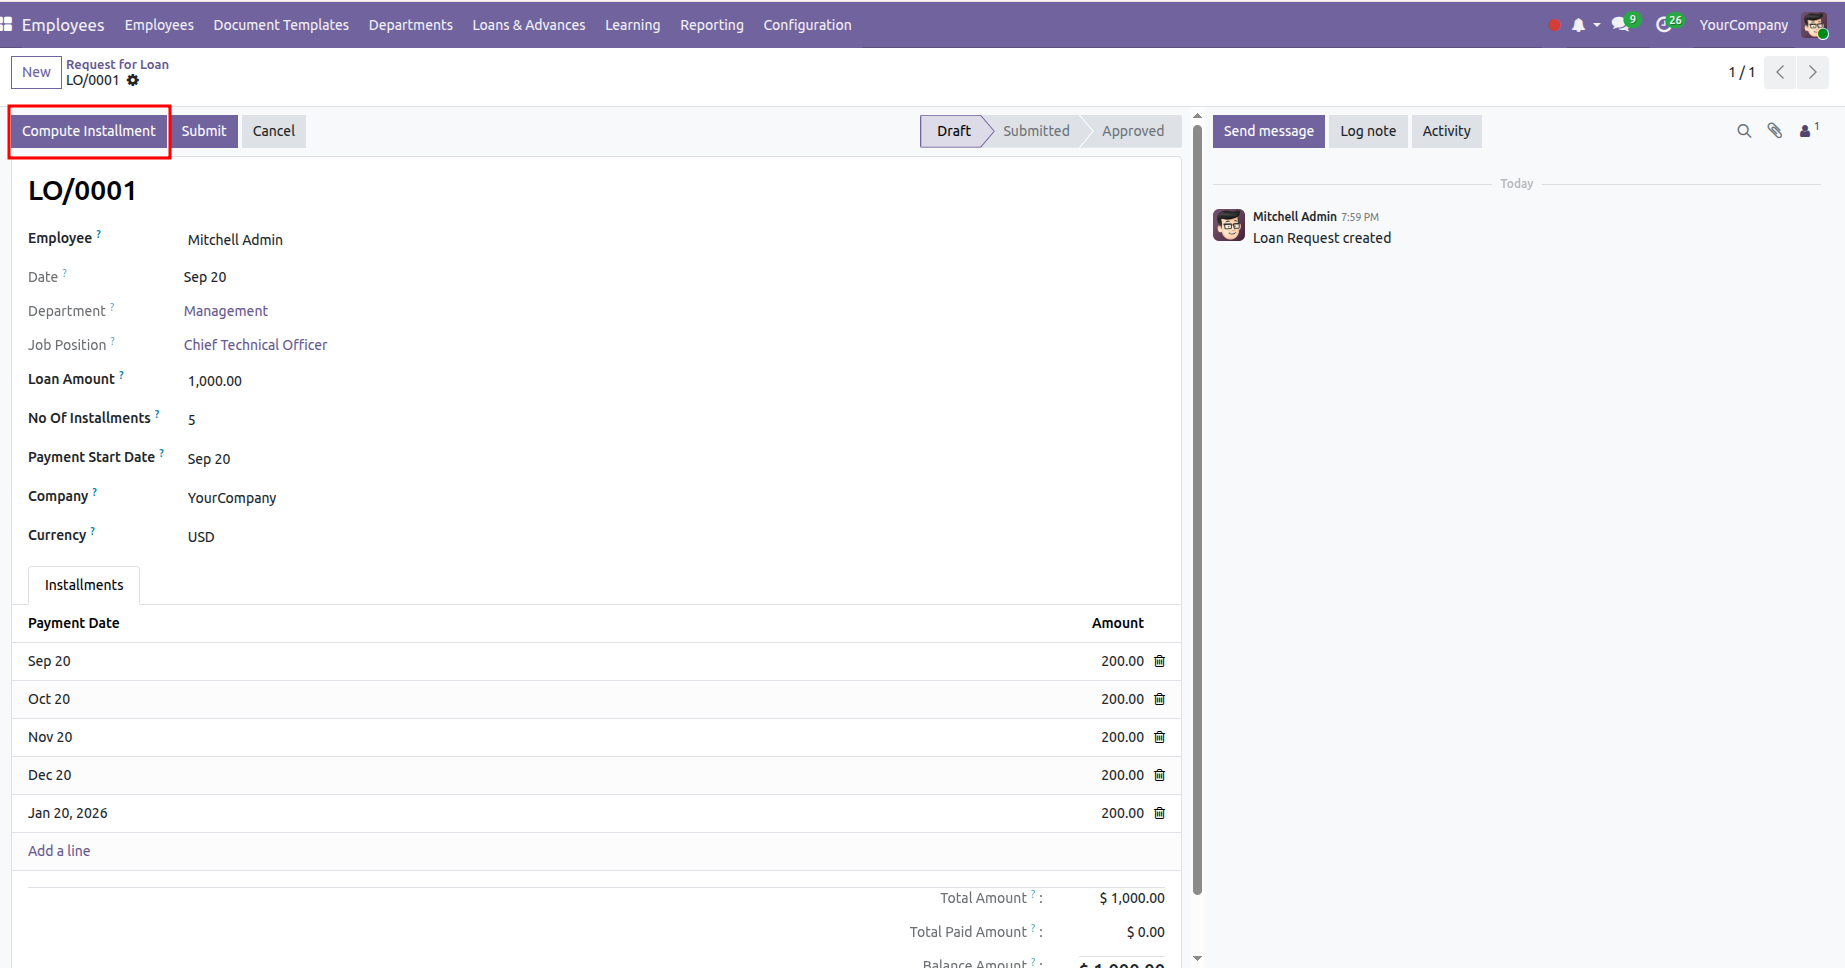 Employees Employees Document Templates Departments Loans & Advances Learning Reporting Configuration 9 26 YourCompany
New Request for Loan
LO/0001
1 / 1
Compute Installment Submit Cancel Draft Submitted Approved
Send message Log note Activity 1
LO/0001
Today
Employee ? Mitchell Admin
Mitchell Admin 7:59 PM
Loan Request created
Date ? Sep 20
Department ? Management
Job Position ? Chief Technical Officer
Loan Amount ? 1,000.00
No Of Installments ? 5
Payment Start Date ? Sep 20
Company ? YourCompany
Currency ? USD
Installments
Payment Date Amount
Sep 20 200.00
Oct 20 200.00
Nov 20 200.00
Dec 20 200.00
Jan 20, 2026 200.00
Add a line
Total Amount ? : $ 1,000.00
Total Paid Amount ? : $ 0.00
Balance Amount ? : $ 1,000.00